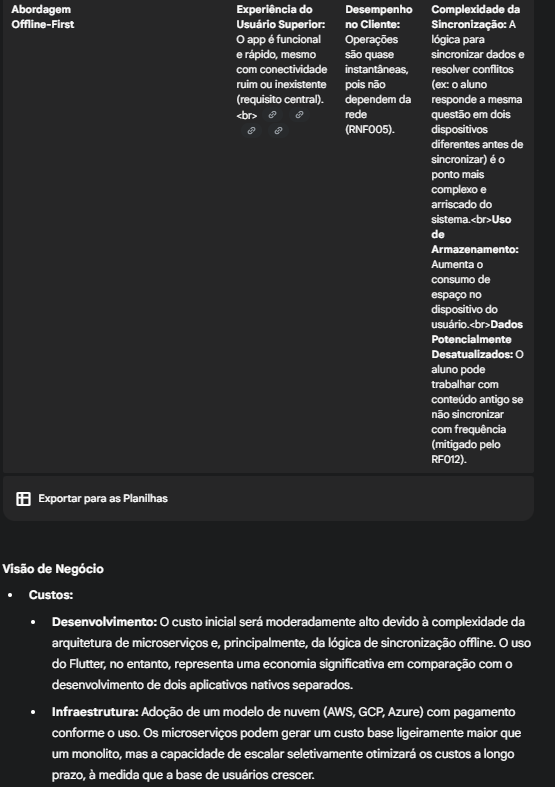 Abordagem
Offline-First
Experiência do
Usuário Superior:
O app é funcional
e rápido, mesmo
com conectividade
ruim ou inexistente
(requisito central).
<br>
Desempenho
no Cliente:
Operações
são quase
instantâneas,
pois não
dependem da
rede
(RNF005).
Complexidade da
Sincronização: A
lógica para
sincronizar dados e
resolver conflitos
(ex: o aluno
responde a mesma
questão em dois
dispositivos
diferentes antes de
sincronizar) é o
ponto mais
complexo e
arriscado do
sistema.<br>Uso
de
Armazenamento:
Aumenta o
consumo de
espaço no
dispositivo do
usuário.<br>Dados
Potencialmente
Desatualizados: O
aluno pode
trabalhar com
conteúdo antigo se
não sincronizar
com frequência
(mitigado pelo
RF012).
Exportar para as Planilhas
Visão de Negócio
• Custos:
• Desenvolvimento: O custo inicial será moderadamente alto devido à complexidade da
arquitetura de microserviços e, principalmente, da lógica de sincronização offline. O uso
do Flutter, no entanto, representa uma economia significativa em comparação com o
desenvolvimento de dois aplicativos nativos separados.
• Infraestrutura: Adoção de um modelo de nuvem (AWS, GCP, Azure) com pagamento
conforme o uso. Os microserviços podem gerar um custo base ligeiramente maior que
um monolito, mas a capacidade de escalar seletivamente otimizará os custos a longo
prazo, à medida que a base de usuários crescer.